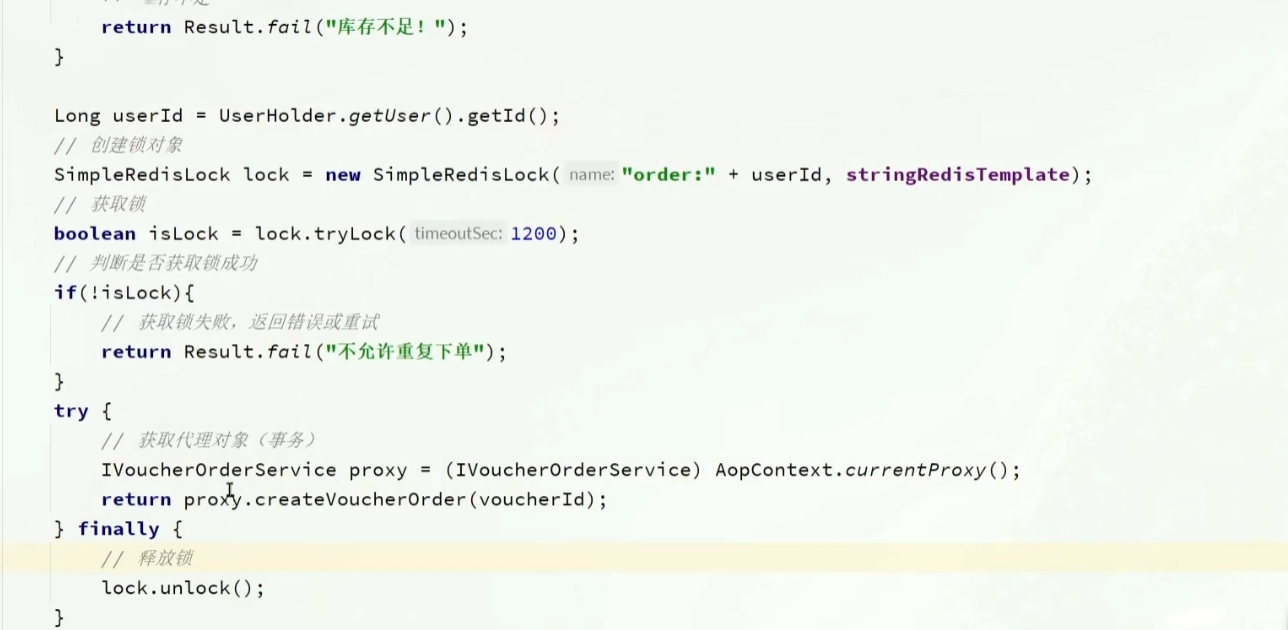 return Result.fail("库存不足！");
}
Long userId = UserHolder.getUser().getId();
// 创建锁对象
SimpleRedisLock lock = new SimpleRedisLock( name: "order:" + userId, stringRedisTemplate);
// 获取锁
boolean isLock = lock.tryLock( timeoutSec: 1200);
// 判断是否获取锁成功
if(!isLock){
// 获取锁失败，返回错误或重试
return Result.fail("不允许重复下单");
}
try {
// 获取代理对象（事务）
IVoucherOrderService proxy = (IVoucherOrderService) AopContext.currentProxy();
return proxy.createVoucherOrder(voucherId);
} finally {
// 释放锁
lock.unlock();
}